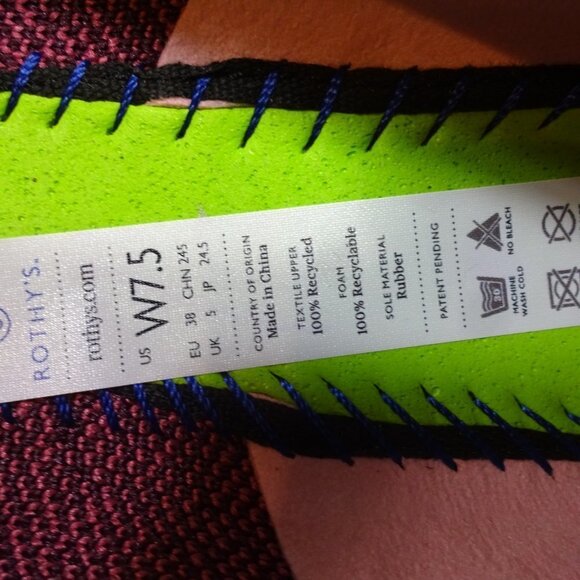 ROTHY'S.
rothys.com
US W7.5
EU 38 CHN 245
UK 5 JP 24.5
COUNTRY OF ORIGIN
Made in China
TEXTILE UPPER
100% Recycled
FOAM
100% Recyclable
SOLE MATERIAL
Rubber
PATENT PENDING
30
MACHINE
WASH COLD
NO BLEACH